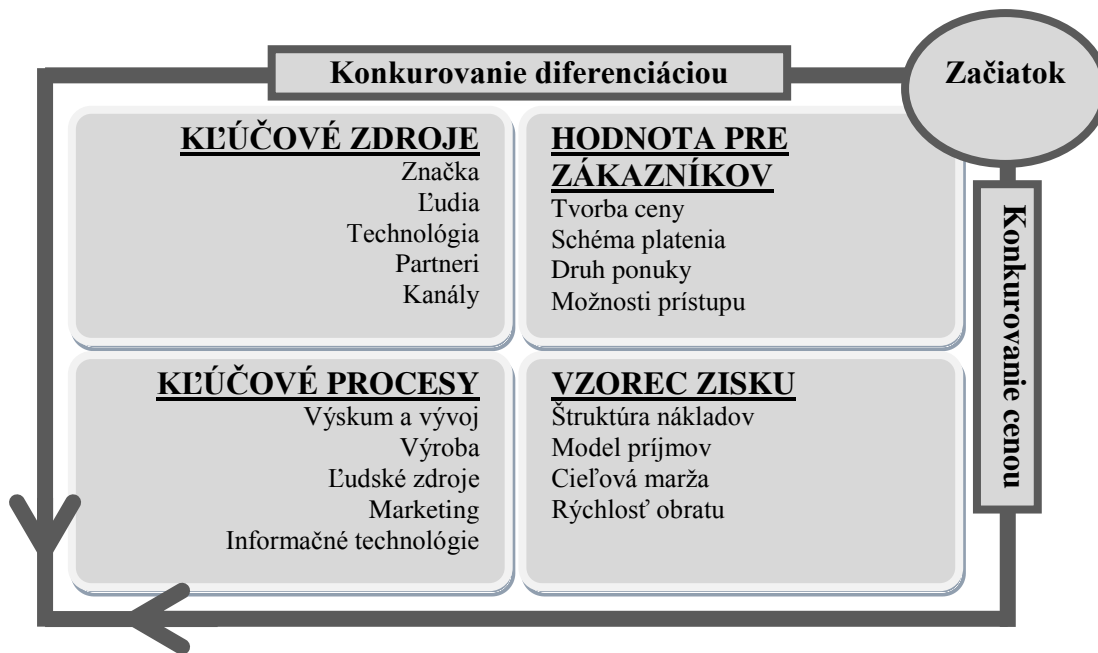 Konkurovanie diferenciáciou
Začiatok
KĽÚČOVÉ ZDROJE
Značka
Ľudia
Technológia
Partneri
Kanály
HODNOTA PRE
ZÁKAZNÍKOV
Tvorba ceny
Schéma platenia
Druh ponuky
Možnosti prístupu
Konkurovanie cenou
KĽÚČOVÉ PROCESY
Výskum a vývoj
Výroba
Ľudské zdroje
Marketing
Informačné technológie
VZOREC ZISKU
Štruktúra nákladov
Model príjmov
Cieľová marža
Rýchlosť obratu